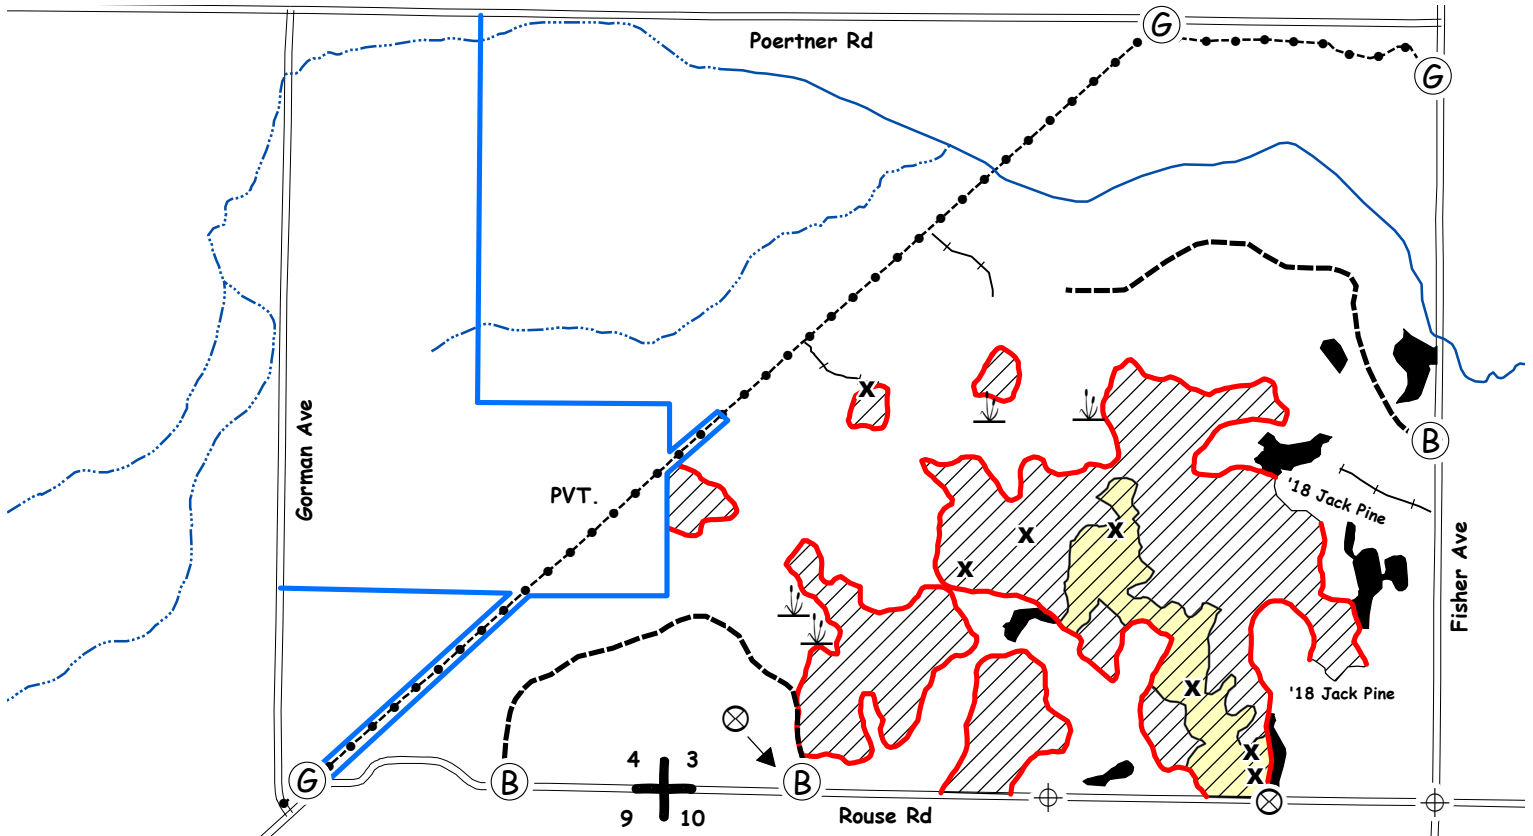 G
Poertner Rd
G
Gorman Ave
X
B
'18 Jack Pine
PVT.
X
X
X
Fisher Ave
X
'18 Jack Pine
4 3
X
X
G
B
B
9 10
Rouse Rd